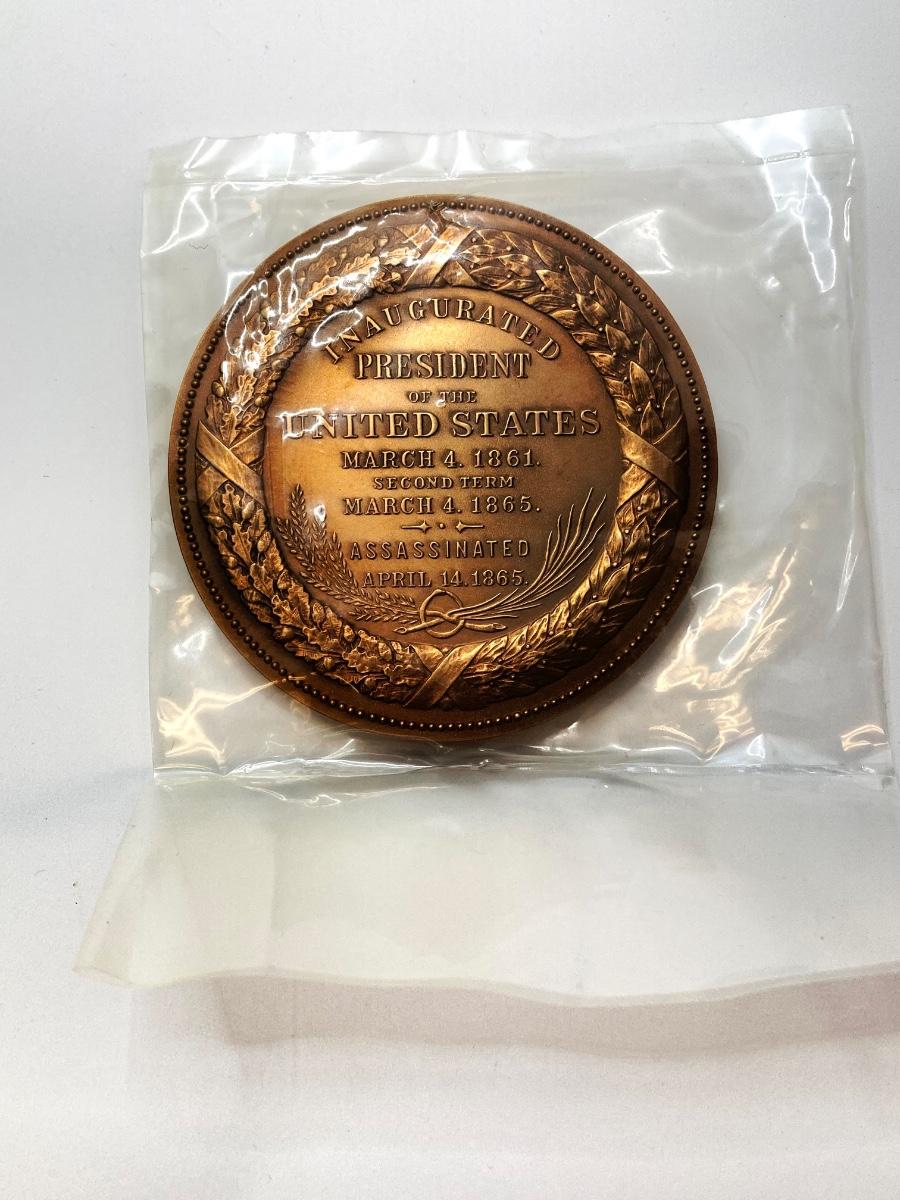 INAUGURATED
PRESIDENT
OF THE
UNITED STATES
MARCH 4. 1861.
SECOND TERM
MARCH 4. 1865.
ASSASSINATED
APRIL 14. 1865.